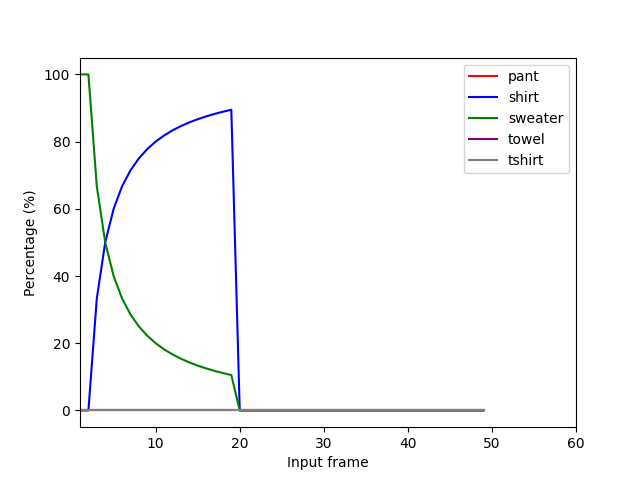 100
80
60
40
20
0
Percentage (%)
10 20 30 40 50 60
Input frame
pant
shirt
sweater
towel
tshirt